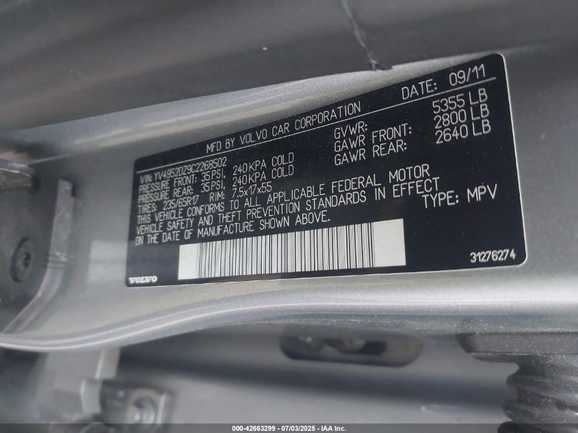 MFD BY VOLVO CAR CORPORATION
DATE: 09/11
VIN: YV4952DZ9C2268502
PRESSURE FRONT: 35 PSI, 240 KPA COLD
PRESSURE REAR: 35 PSI, 240 KPA COLD
TIRES: 235/65R17 RIM: 7,5x17x55
GVWR: 5355 LB
GAWR FRONT: 2800 LB
GAWR REAR: 2640 LB
THIS VEHICLE CONFORMS TO ALL APPLICABLE FEDERAL MOTOR
VEHICLE SAFETY AND THEFT PREVENTION STANDARDS IN EFFECT
ON THE DATE OF MANUFACTURE SHOWN ABOVE.
TYPE: MPV
VOLVO
31276274
000-42663299 - 07/03/2025 - IAA Inc.